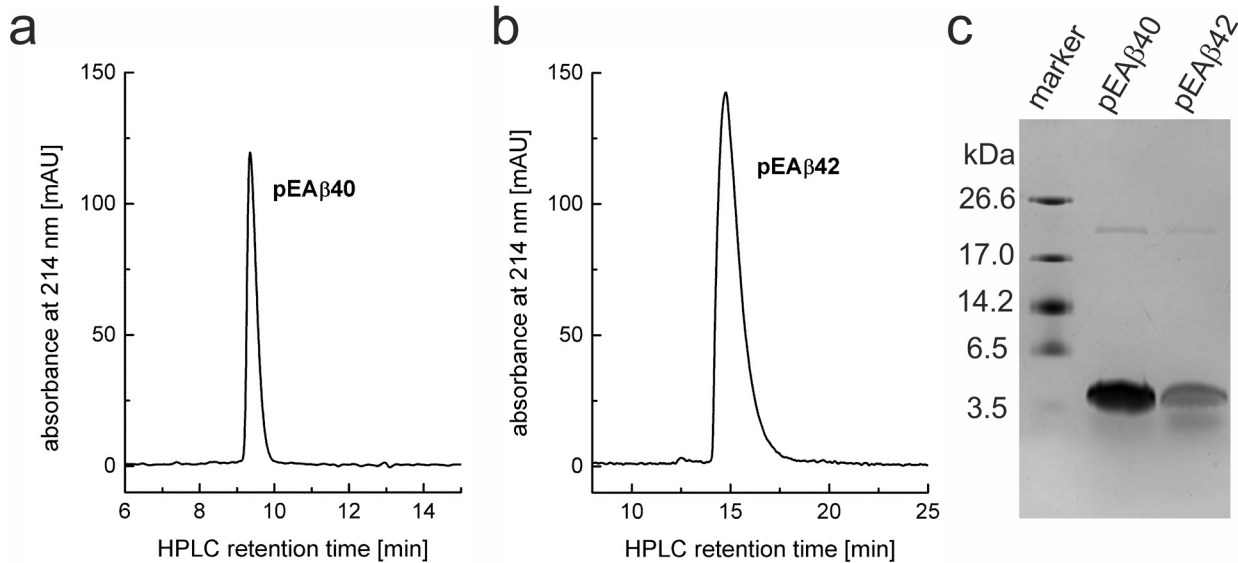 a
150
100
50
0
absorbance at 214 nm [mAU]
pEAβ40
6 8 10 12 14
HPLC retention time [min]
b
150
100
50
0
absorbance at 214 nm [mAU]
pEAβ42
10 15 20 25
HPLC retention time [min]
c
marker pEAβ40 pEAβ42
kDa
26.6
17.0
14.2
6.5
3.5